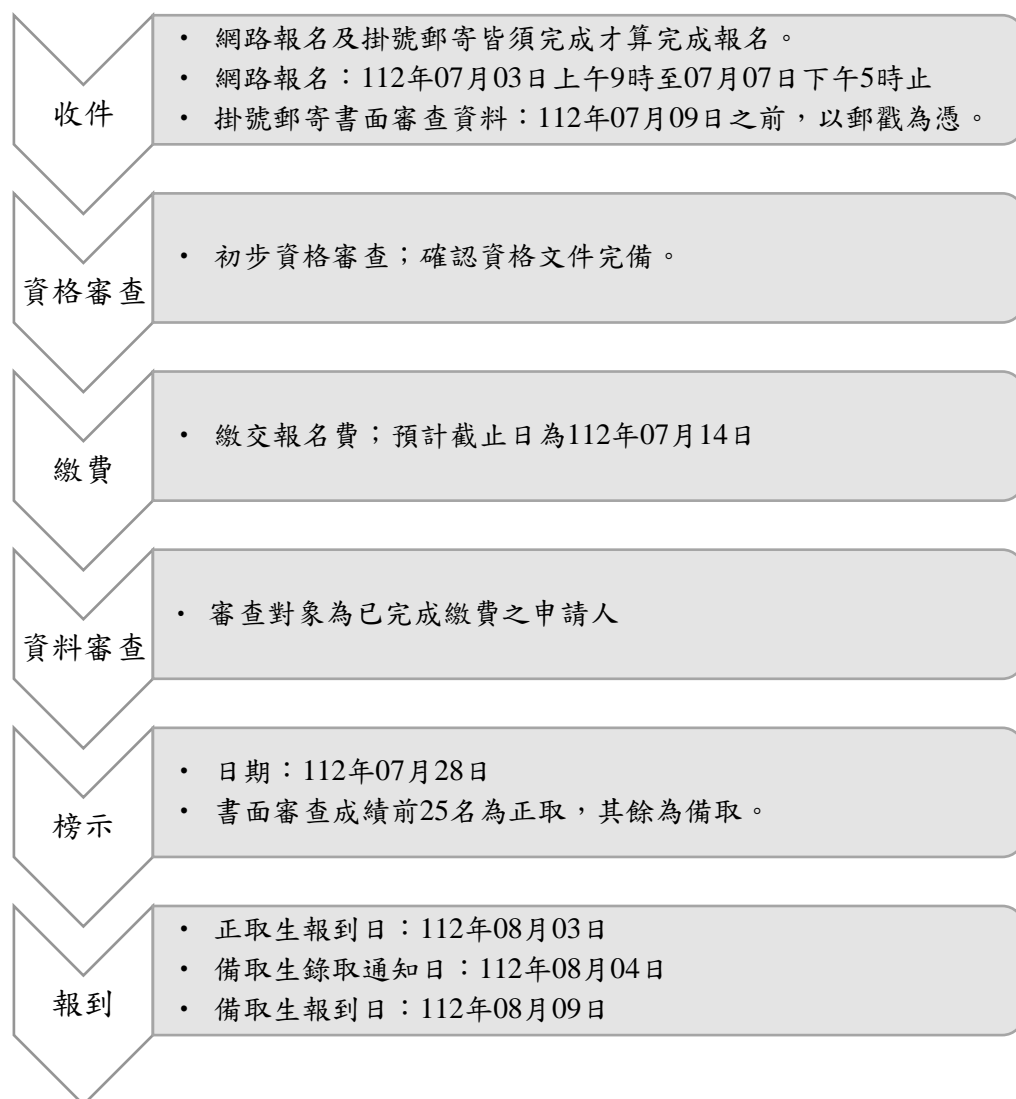 收件
• 網路報名及掛號郵寄皆須完成才算完成報名。
• 網路報名：112年07月03日上午9時至07月07日下午5時止
• 掛號郵寄書面審查資料：112年07月09日之前，以郵戳為憑。
資格審查
• 初步資格審查；確認資格文件完備。
繳費
• 繳交報名費；預計截止日為112年07月14日
資料審查
• 審查對象為已完成繳費之申請人
榜示
• 日期：112年07月28日
• 書面審查成績前25名為正取，其餘為備取。
報到
• 正取生報到日：112年08月03日
• 備取生錄取通知日：112年08月04日
• 備取生報到日：112年08月09日